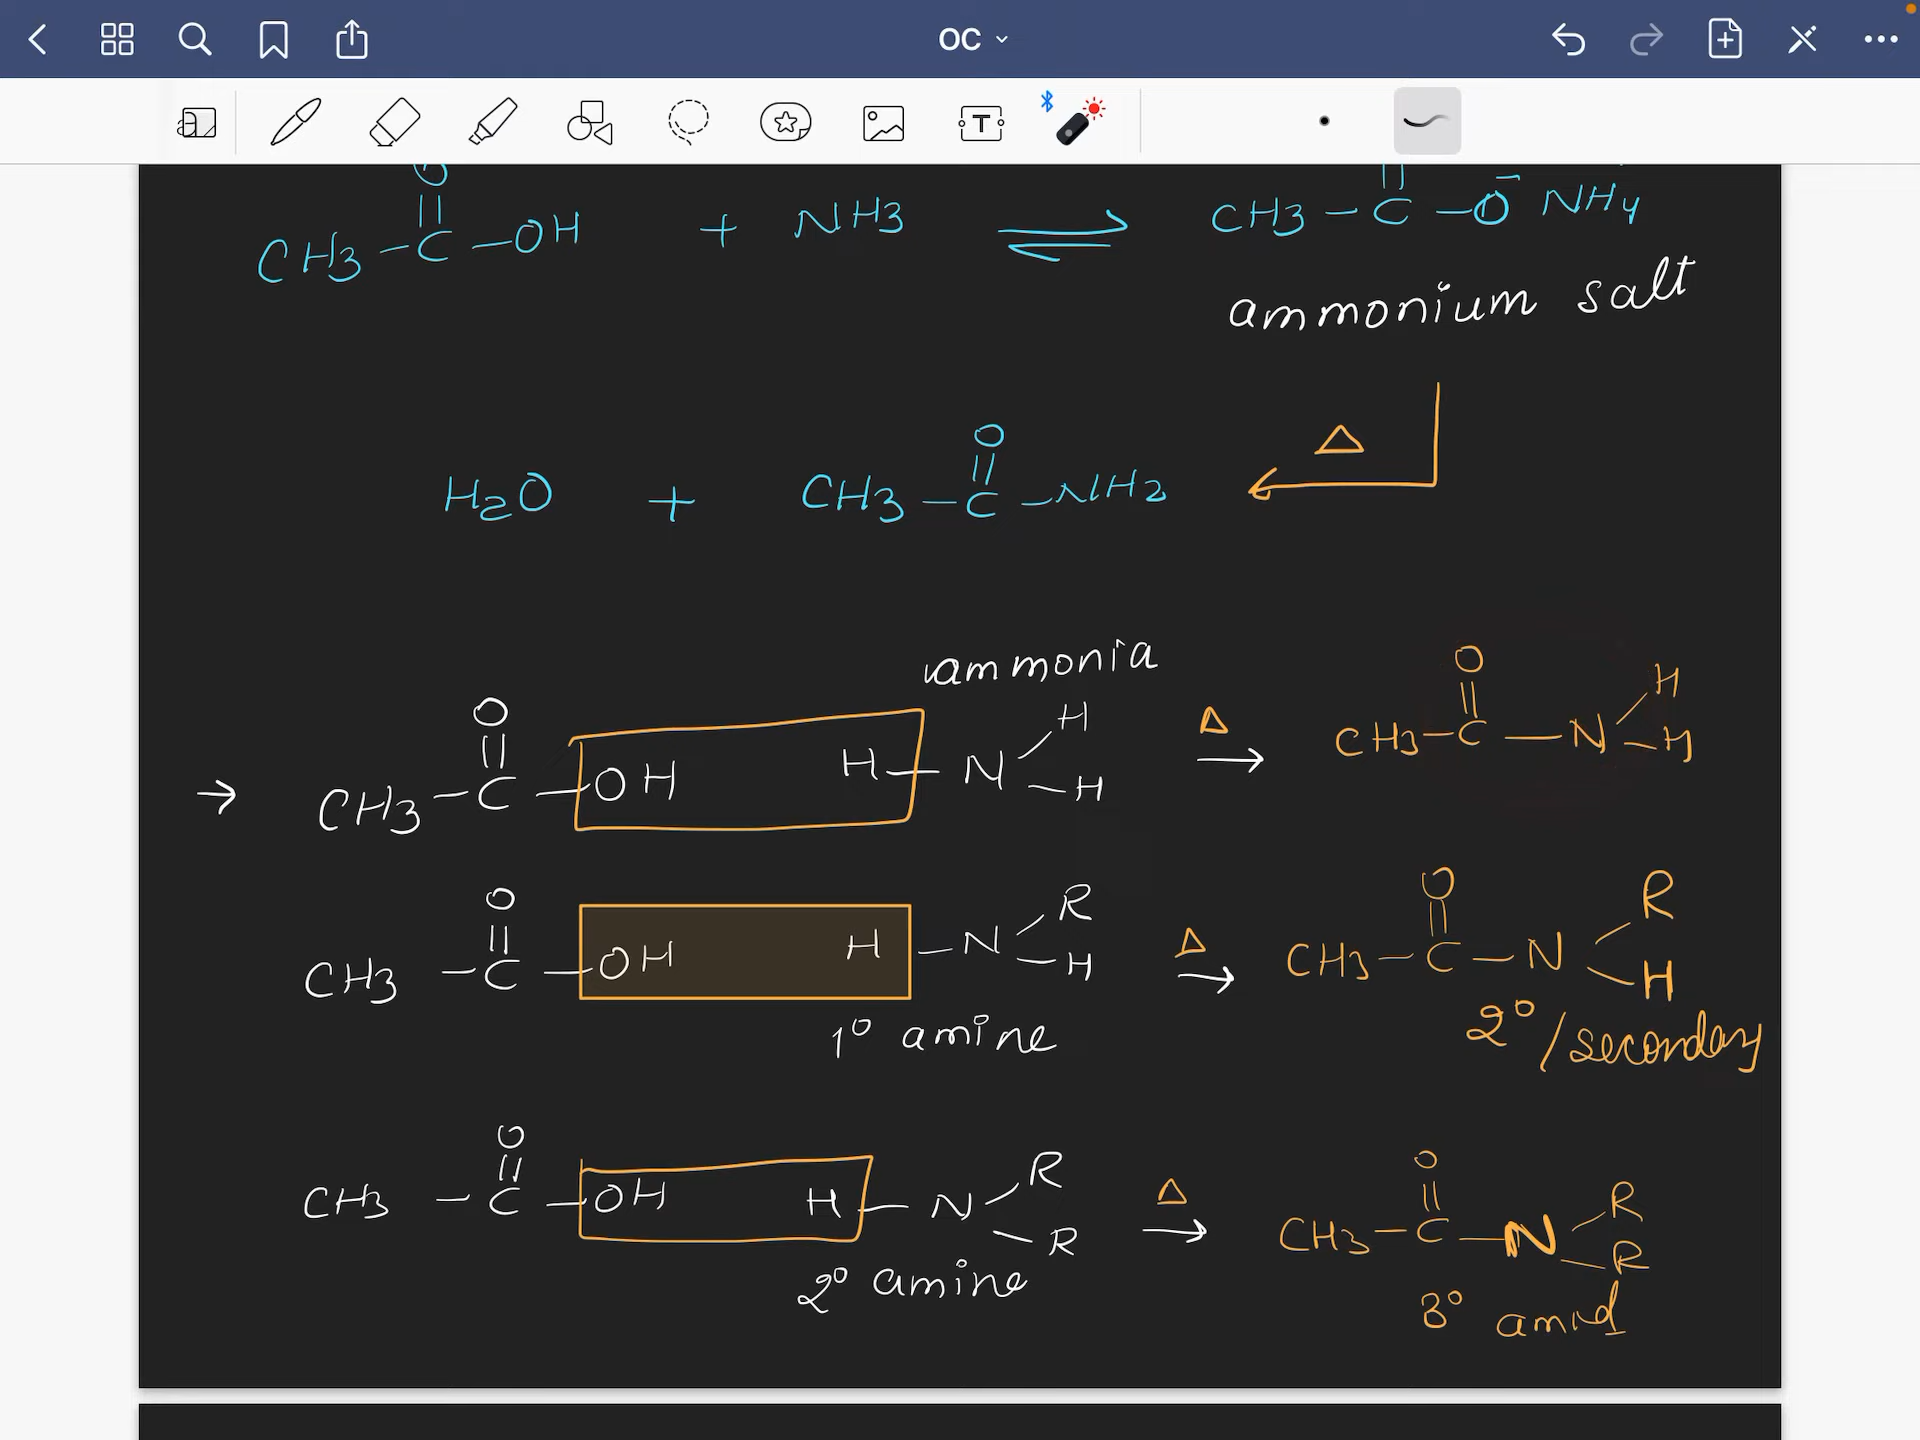 OC
T
O
CH3 – C – OH + NH3 ⇌ CH3 – C – O⁻ NH4
ammonium salt
Δ
O
H2O + CH3 – C – NH2
ammonia
O H Δ O H
→ CH3 – C – OH H – N – H → CH3 – C – N – H
O R Δ O R
CH3 – C – OH H – N – H → CH3 – C – N – H
1° amine 2°/secondary
O R Δ O R
CH3 – C – OH H – N – R → CH3 – C – N – R
2° amine 3° amid